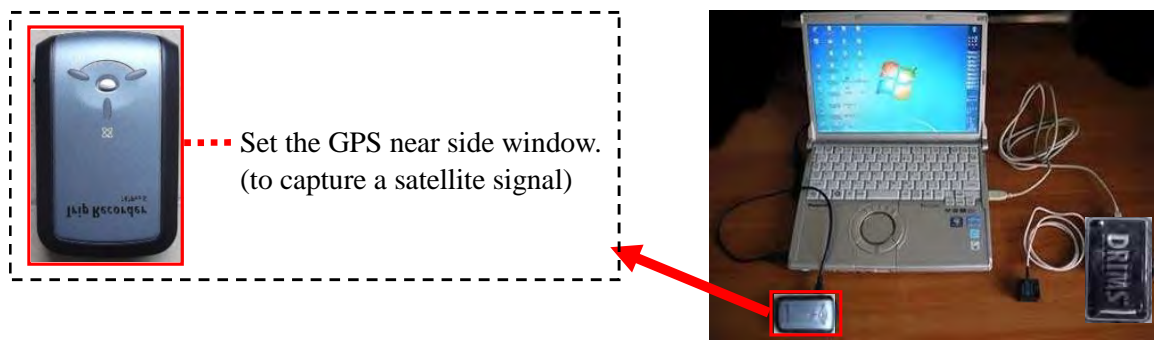 Set the GPS near side window.
(to capture a satellite signal)
Trip Recorder
DRIMS